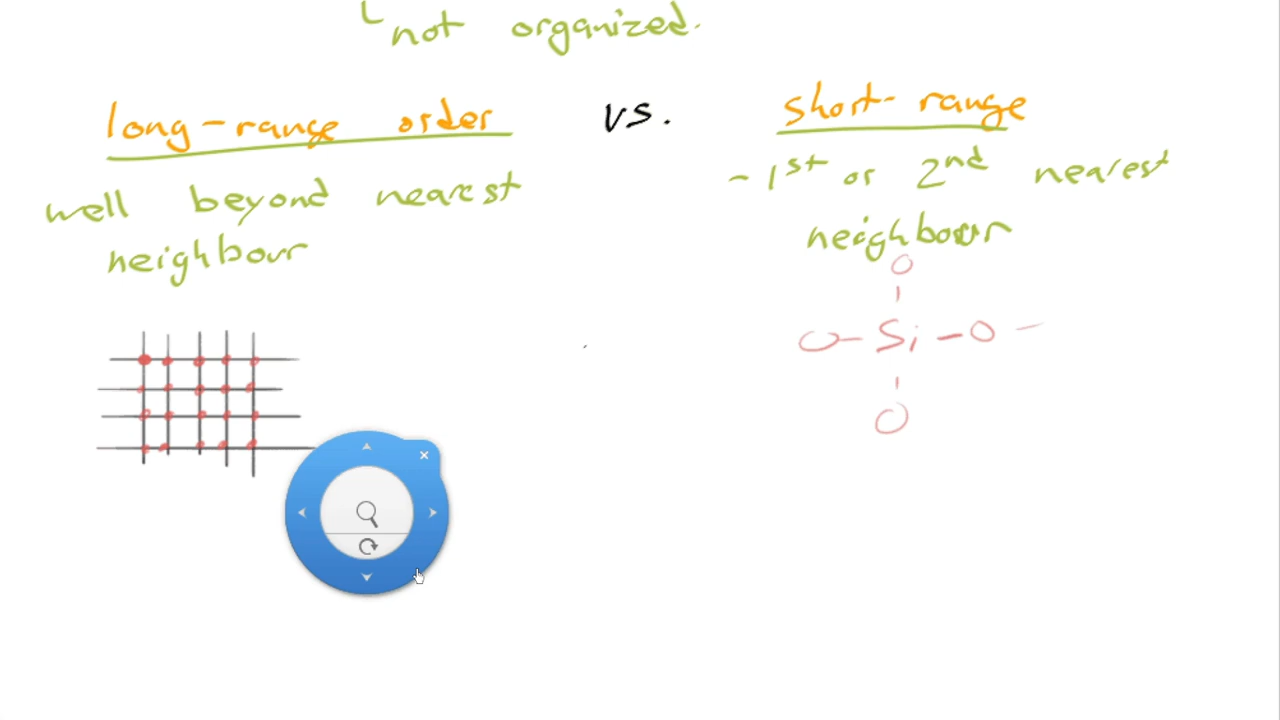 not organized.
long-range order vs. short-range
well beyond nearest
neighbour
- 1st or 2nd nearest
neighbour
O
O-Si-O-
O